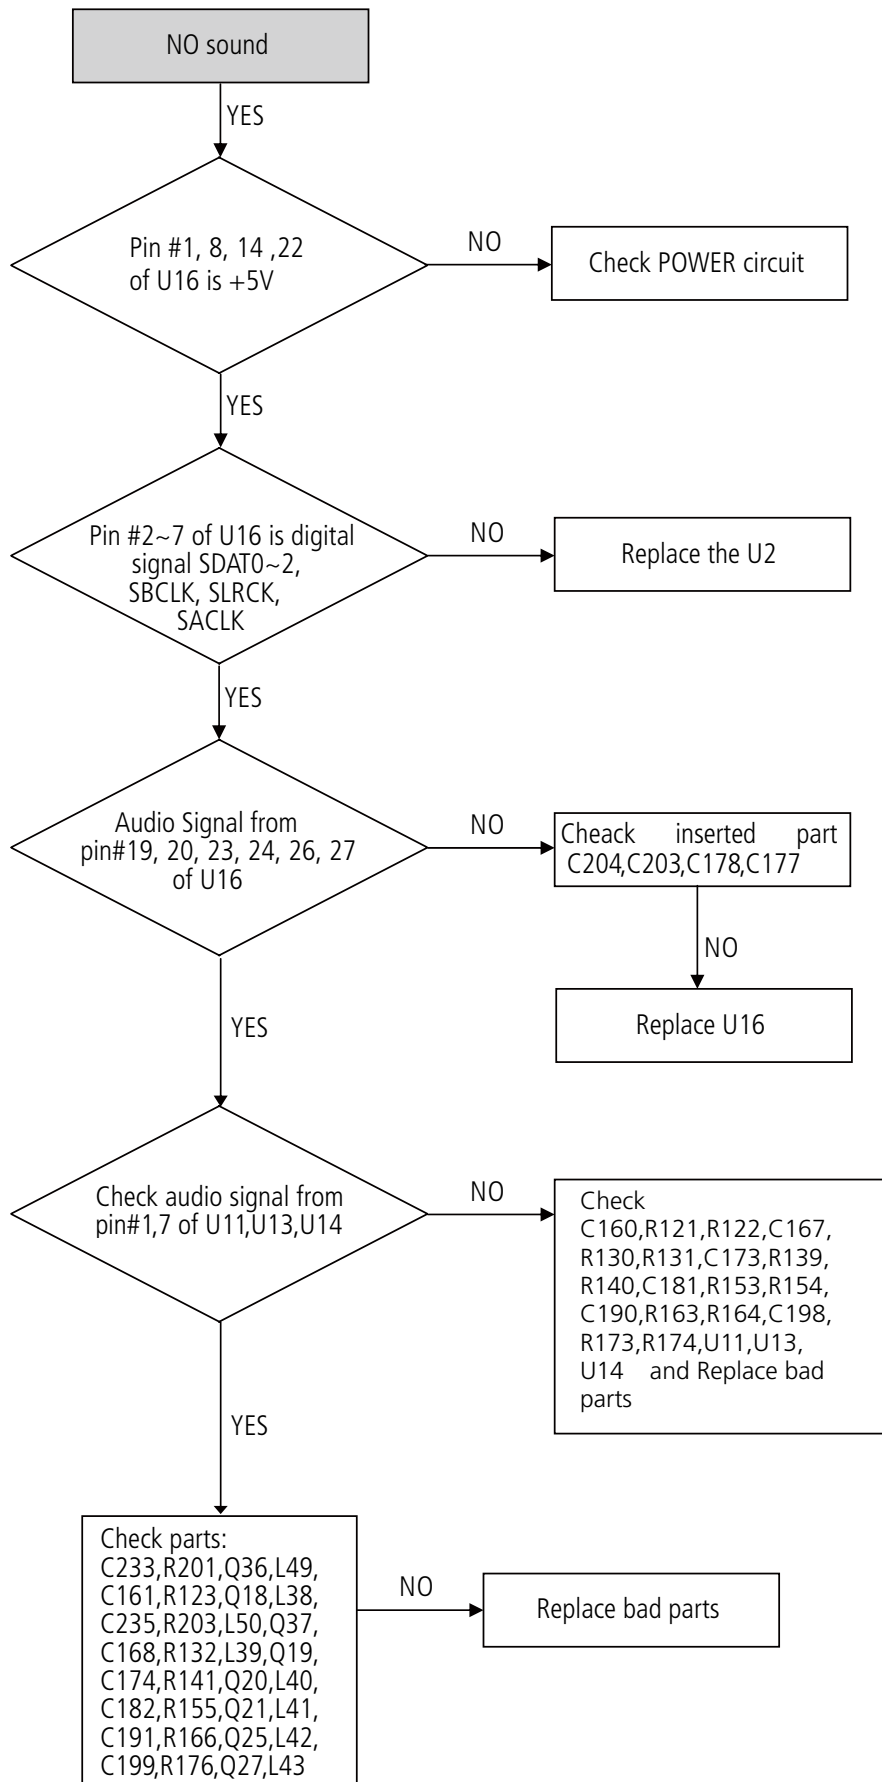 NO sound
YES
Pin #1, 8, 14 ,22
of U16 is +5V
NO
Check POWER circuit
YES
Pin #2~7 of U16 is digital
signal SDAT0~2,
SBCLK, SLRCK,
SACLK
NO
Replace the U2
YES
Audio Signal from
pin#19, 20, 23, 24, 26, 27
of U16
NO
Cheack inserted part
C204,C203,C178,C177
NO
Replace U16
YES
Check audio signal from
pin#1,7 of U11,U13,U14
NO
Check
C160,R121,R122,C167,
R130,R131,C173,R139,
R140,C181,R153,R154,
C190,R163,R164,C198,
R173,R174,U11,U13,
U14 and Replace bad
parts
YES
Check parts:
C233,R201,Q36,L49,
C161,R123,Q18,L38,
C235,R203,L50,Q37,
C168,R132,L39,Q19,
C174,R141,Q20,L40,
C182,R155,Q21,L41,
C191,R166,Q25,L42,
C199,R176,Q27,L43
NO
Replace bad parts